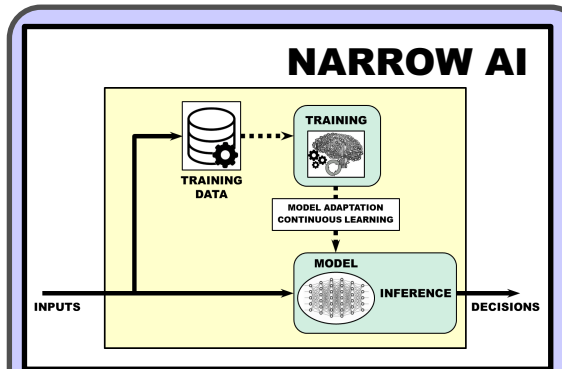 NARROW AI
TRAINING
TRAINING
DATA
MODEL ADAPTATION
CONTINUOUS LEARNING
MODEL
INFERENCE
INPUTS
DECISIONS